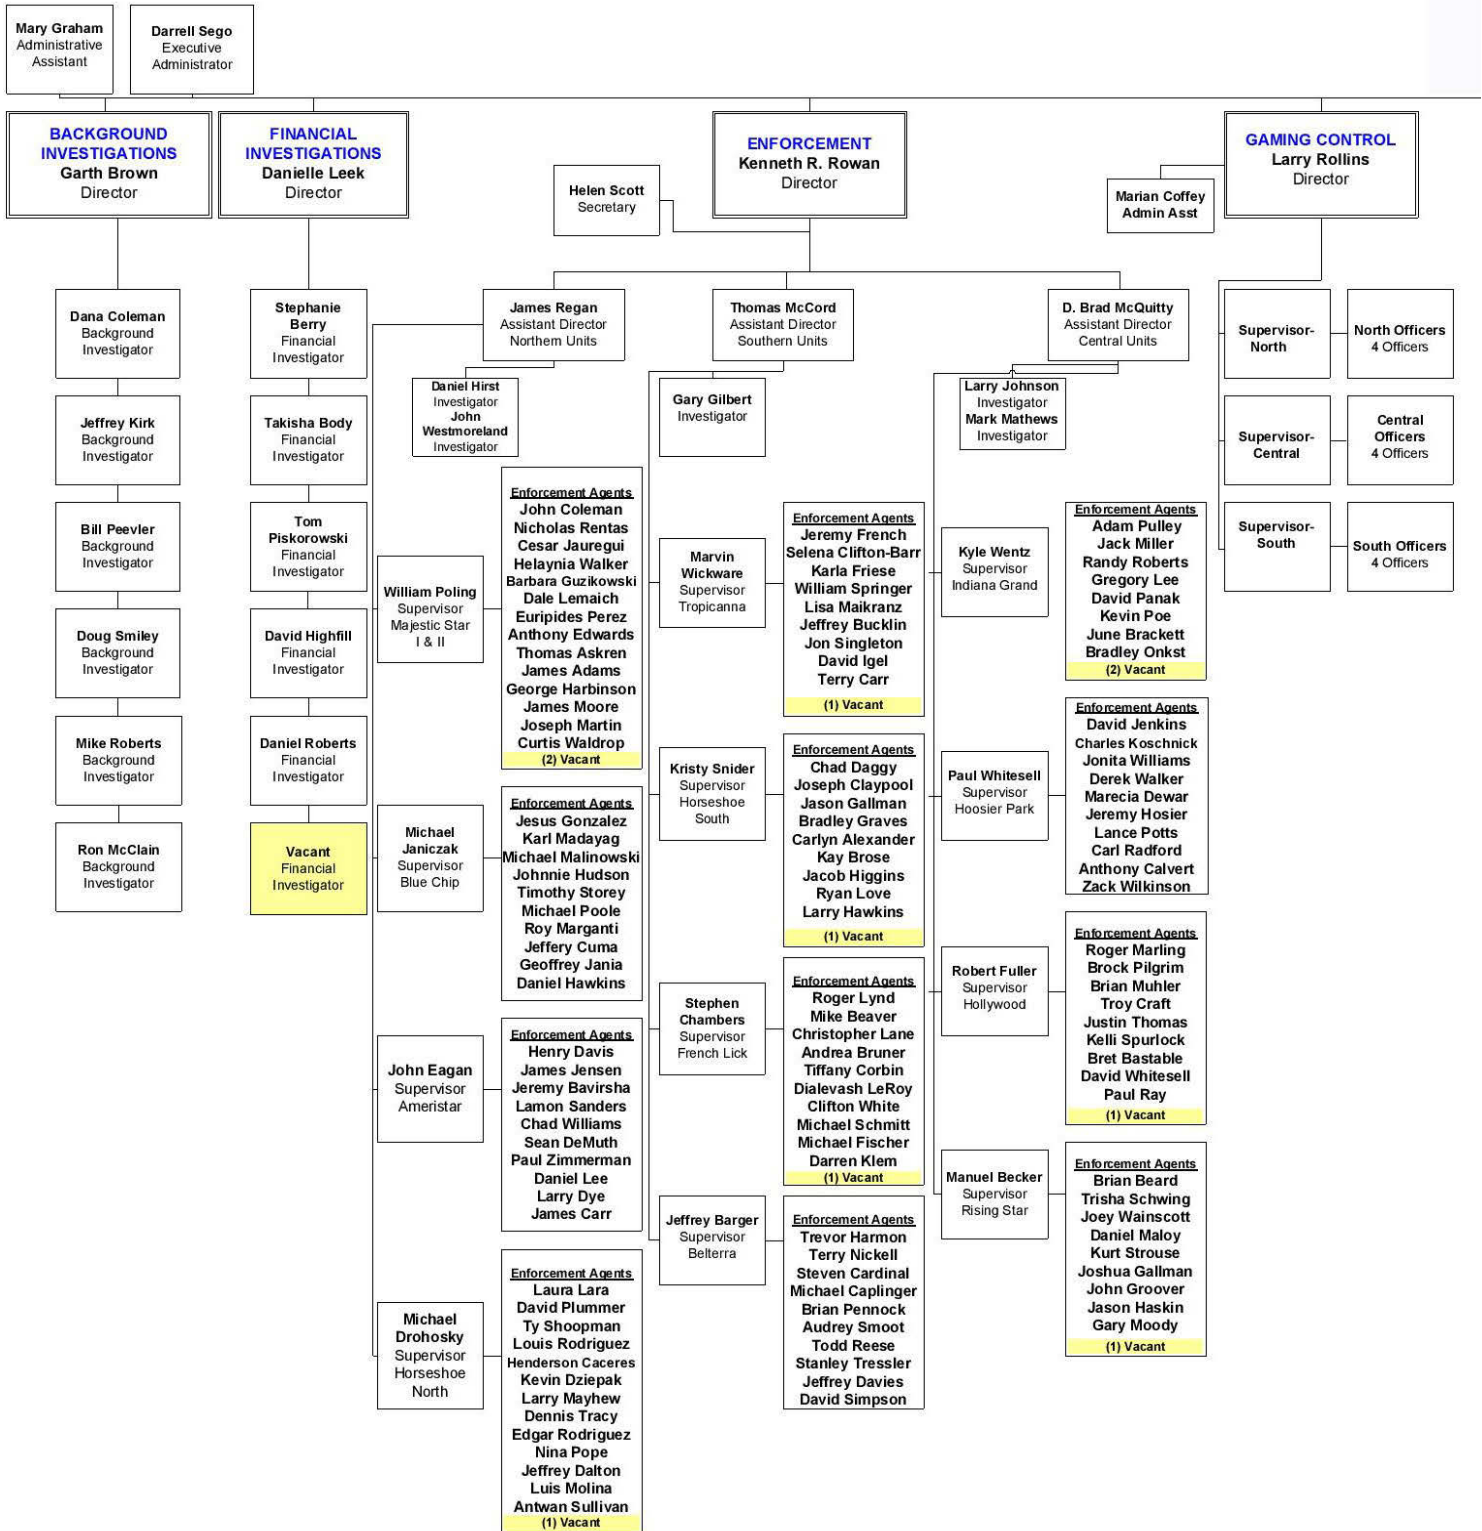 Mary Graham
Administrative
Assistant
Darrell Sego
Executive
Administrator
BACKGROUND
INVESTIGATIONS
Garth Brown
Director
FINANCIAL
INVESTIGATIONS
Danielle Leek
Director
ENFORCEMENT
Kenneth R. Rowan
Director
GAMING CONTROL
Larry Rollins
Director
Helen Scott
Secretary
Marian Coffey
Admin Asst
Dana Coleman
Background
Investigator
Jeffrey Kirk
Background
Investigator
Bill Peevler
Background
Investigator
Doug Smiley
Background
Investigator
Mike Roberts
Background
Investigator
Ron McClain
Background
Investigator
Stephanie
Berry
Financial
Investigator
Takisha Body
Financial
Investigator
Tom
Piskorowski
Financial
Investigator
David Highfill
Financial
Investigator
Daniel Roberts
Financial
Investigator
Vacant
Financial
Investigator
James Regan
Assistant Director
Northern Units
Daniel Hirst
Investigator
John
Westmoreland
Investigator
William Poling
Supervisor
Majestic Star
I & II
Enforcement Agents
John Coleman
Nicholas Rentas
Cesar Jauregui
Helaynia Walker
Barbara Guzikowski
Dale Lemaich
Euripides Perez
Anthony Edwards
Thomas Askren
James Adams
George Harbinson
James Moore
Joseph Martin
Curtis Waldrop
(2) Vacant
Michael
Janiczak
Supervisor
Blue Chip
Enforcement Agents
Jesus Gonzalez
Karl Madayag
Michael Malinowski
Johnnie Hudson
Timothy Storey
Michael Poole
Roy Marganti
Jeffery Cuma
Geoffrey Jania
Daniel Hawkins
John Eagan
Supervisor
Ameristar
Enforcement Agents
Henry Davis
James Jensen
Jeremy Bavirsha
Lamon Sanders
Chad Williams
Sean DeMuth
Paul Zimmerman
Daniel Lee
Larry Dye
James Carr
Michael
Drohosky
Supervisor
Horseshoe
North
Enforcement Agents
Laura Lara
David Plummer
Ty Shoopman
Louis Rodriguez
Henderson Caceres
Kevin Dziepak
Larry Mayhew
Dennis Tracy
Edgar Rodriguez
Nina Pope
Jeffrey Dalton
Luis Molina
Antwan Sullivan
(1) Vacant
Thomas McCord
Assistant Director
Southern Units
Gary Gilbert
Investigator
Marvin
Wickware
Supervisor
Tropicanna
Enforcement Agents
Jeremy French
Selena Clifton-Barr
Karla Friese
William Springer
Lisa Maikranz
Jeffrey Bucklin
Jon Singleton
David Igel
Terry Carr
(1) Vacant
Kristy Snider
Supervisor
Horseshoe
South
Enforcement Agents
Chad Daggy
Joseph Claypool
Jason Gallman
Bradley Graves
Carlyn Alexander
Kay Brose
Jacob Higgins
Ryan Love
Larry Hawkins
(1) Vacant
Stephen
Chambers
Supervisor
French Lick
Enforcement Agents
Roger Lynd
Mike Beaver
Christopher Lane
Andrea Bruner
Tiffany Corbin
Dialevash LeRoy
Clifton White
Michael Schmitt
Michael Fischer
Darren Klem
(1) Vacant
Jeffrey Barger
Supervisor
Belterra
Enforcement Agents
Trevor Harmon
Terry Nickell
Steven Cardinal
Michael Caplinger
Brian Pennock
Audrey Smoot
Todd Reese
Stanley Tressler
Jeffrey Davies
David Simpson
D. Brad McQuitty
Assistant Director
Central Units
Larry Johnson
Investigator
Mark Mathews
Investigator
Kyle Wentz
Supervisor
Indiana Grand
Enforcement Agents
Adam Pulley
Jack Miller
Randy Roberts
Gregory Lee
David Panak
Kevin Poe
June Brackett
Bradley Onkst
(2) Vacant
Paul Whitesell
Supervisor
Hoosier Park
Enforcement Agents
David Jenkins
Charles Koschnick
Jonita Williams
Derek Walker
Marecia Dewar
Jeremy Hosier
Lance Potts
Carl Radford
Anthony Calvert
Zack Wilkinson
Robert Fuller
Supervisor
Hollywood
Enforcement Agents
Roger Marling
Brock Pilgrim
Brian Muhler
Troy Craft
Justin Thomas
Kelli Spurlock
Bret Bastable
David Whitesell
Paul Ray
(1) Vacant
Manuel Becker
Supervisor
Rising Star
Enforcement Agents
Brian Beard
Trisha Schwing
Joey Wainscott
Daniel Maloy
Kurt Strouse
Joshua Gallman
John Groover
Jason Haskin
Gary Moody
(1) Vacant
Supervisor-
North
North Officers
4 Officers
Supervisor-
Central
Central
Officers
4 Officers
Supervisor-
South
South Officers
4 Officers